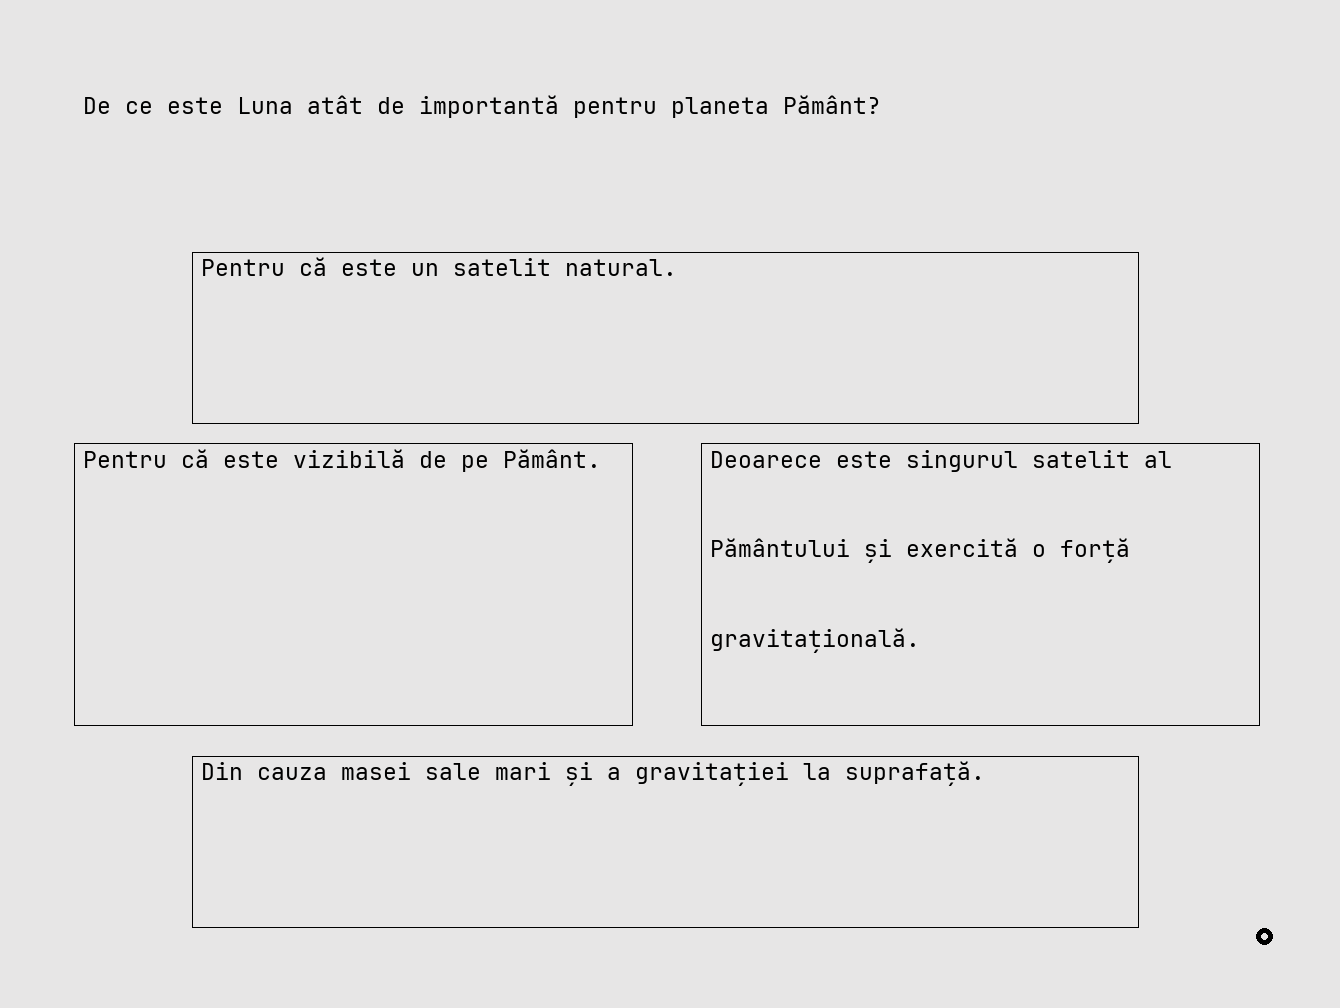 De ce este Luna atât de importantă pentru planeta Pământ?
Pentru că este un satelit natural.
Pentru că este vizibilă de pe Pământ.
Deoarece este singurul satelit al
Pământului și exercită o forță
gravitațională.
Din cauza masei sale mari și a gravitației la suprafață.